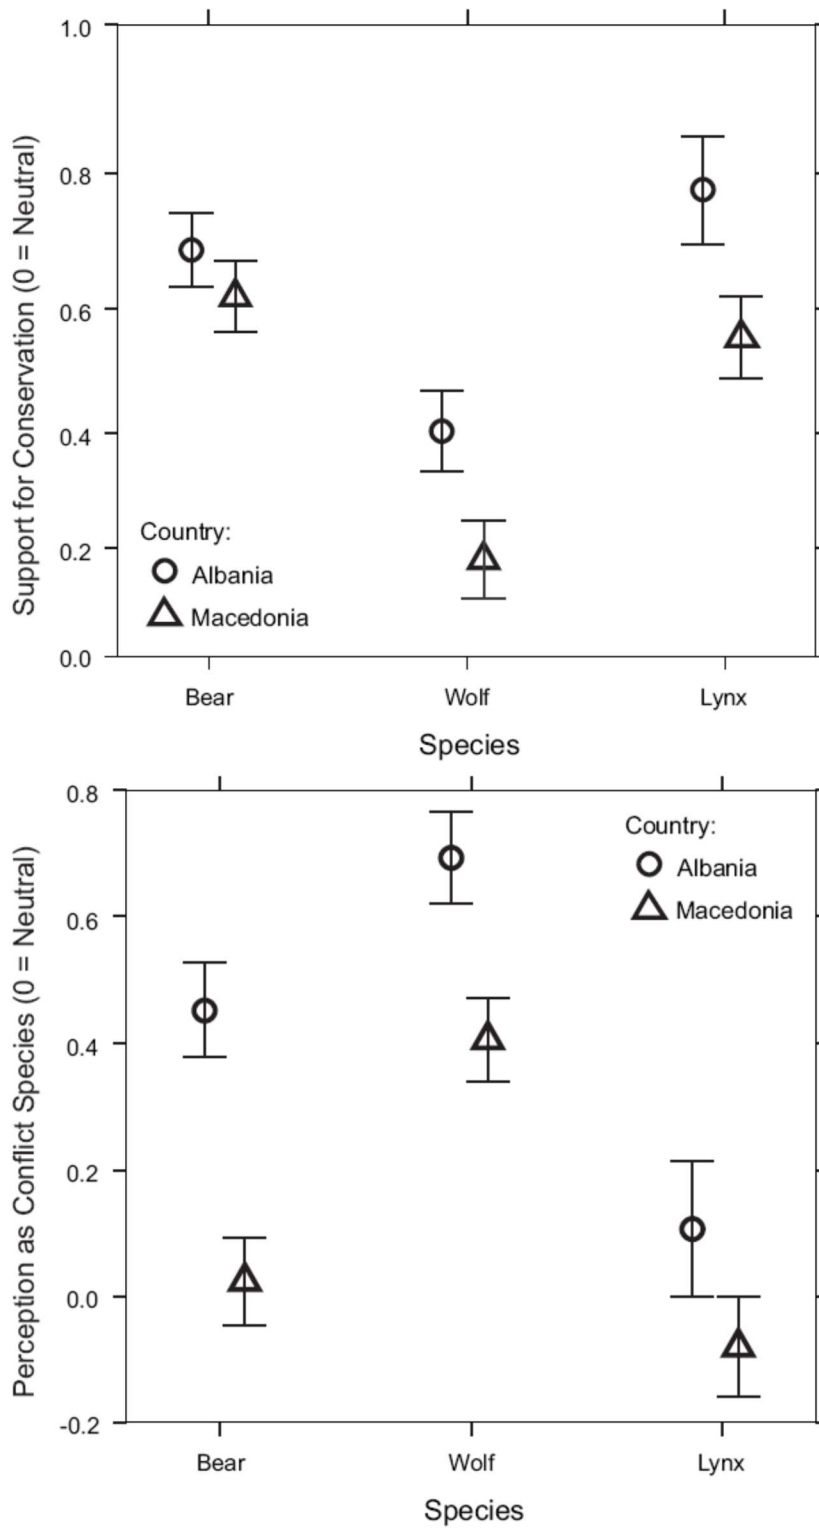 Support for Conservation (0 = Neutral)
1.0
0.8
0.6
0.4
0.2
0.0
Country:
Albania
Macedonia
Bear Wolf Lynx
Species
Perception as Conflict Species (0 = Neutral)
0.8
0.6
0.4
0.2
0.0
-0.2
Country:
Albania
Macedonia
Bear Wolf Lynx
Species